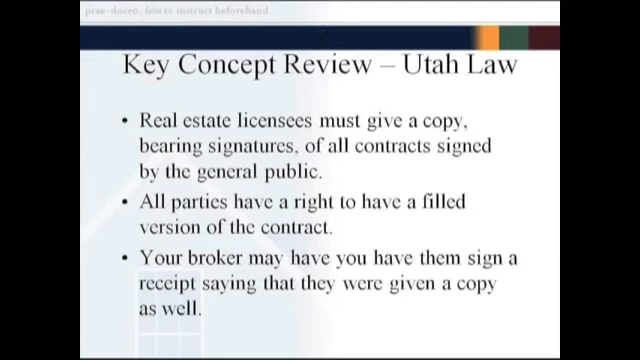 prae-doceo: latin to instruct beforehand
Key Concept Review – Utah Law
• Real estate licensees must give a copy,
bearing signatures, of all contracts signed
by the general public.
• All parties have a right to have a filled
version of the contract.
• Your broker may have you have them sign a
receipt saying that they were given a copy
as well.